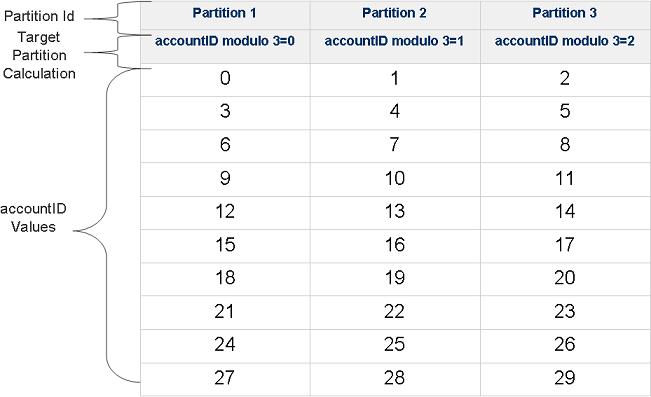 Partition Id
Partition 1 Partition 2 Partition 3
Target
Partition
Calculation
accountID modulo 3=0 accountID modulo 3=1 accountID modulo 3=2
accountID
Values
0 1 2
3 4 5
6 7 8
9 10 11
12 13 14
15 16 17
18 19 20
21 22 23
24 25 26
27 28 29